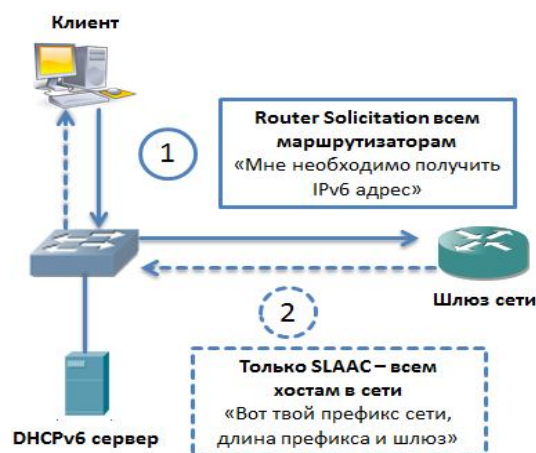 Клиент
1
Router Solicitation всем
маршрутизаторам
«Мне необходимо получить
IPv6 адрес»
Шлюз сети
2
Только SLAAC – всем
хостам в сети
«Вот твой префикс сети,
длина префикса и шлюз»
DHCPv6 сервер